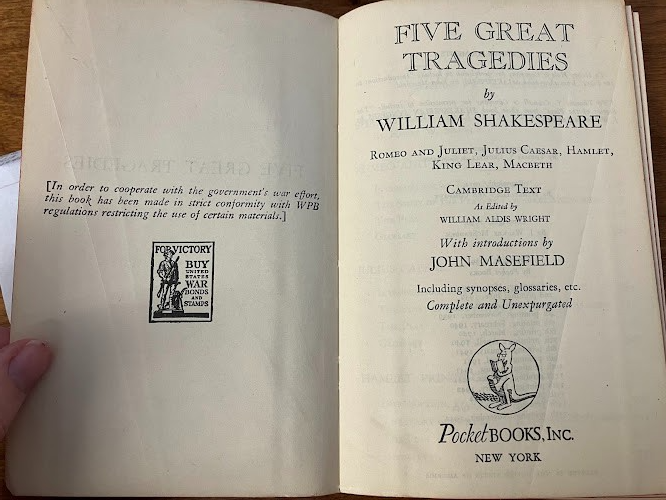 [In order to cooperate with the government's war effort,
this book has been made in strict conformity with WPB
regulations restricting the use of certain materials.]
FOR VICTORY
BUY
UNITED
STATES
WAR
BONDS
AND
STAMPS
FIVE GREAT
TRAGEDIES
by
WILLIAM SHAKESPEARE
ROMEO AND JULIET, JULIUS CAESAR, HAMLET,
KING LEAR, MACBETH
CAMBRIDGE TEXT
As Edited by
WILLIAM ALDIS WRIGHT
With introductions by
JOHN MASEFIELD
Including synopses, glossaries, etc.
Complete and Unexpurgated
Pocket BOOKS, INC.
NEW YORK